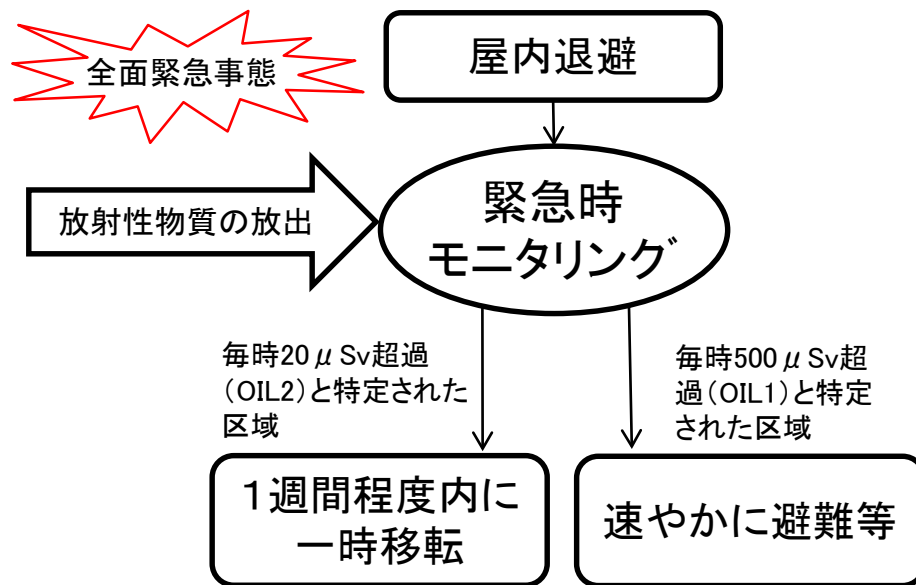 全面緊急事態
屋内退避
放射性物質の放出
緊急時
モニタリング
毎時20μSv超過
(OIL2)と特定された
区域
毎時500μSv超
過(OIL1)と特定
された区域
1週間程度内に
一時移転
速やかに避難等